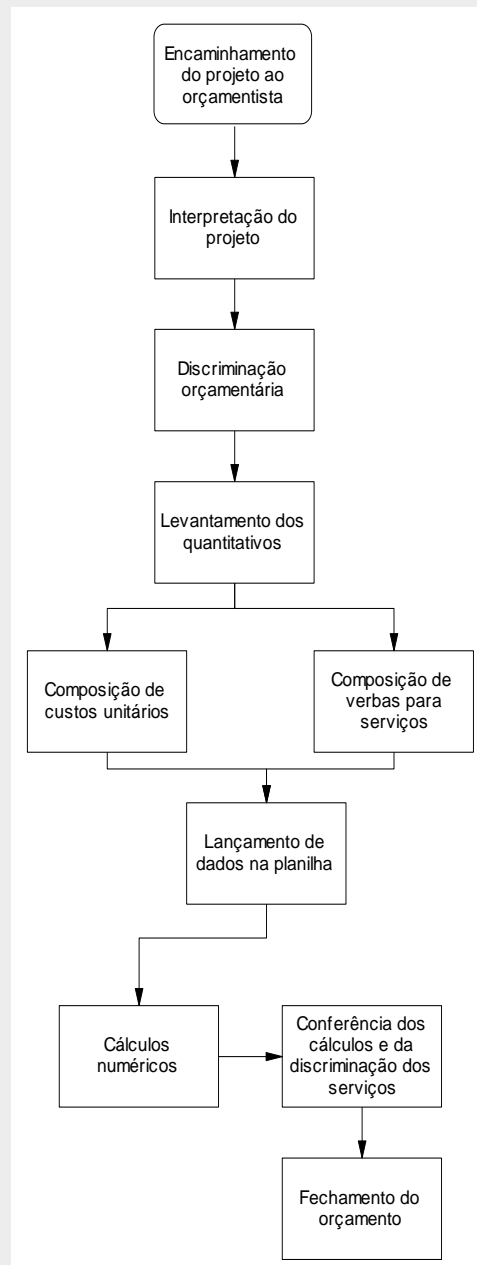 Encaminhamento
do projeto ao
orçamentista
Interpretação do
projeto
Discriminação
orçamentária
Levantamento dos
quantitativos
Composição de
custos unitários
Composição de
verbas para
serviços
Lançamento de
dados na planilha
Cálculos
numéricos
Conferência dos
cálculos e da
discriminação dos
serviços
Fechamento do
orçamento